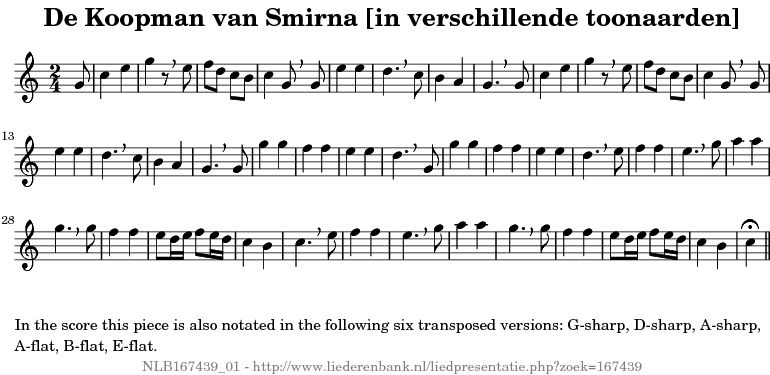 De Koopman van Smirna [in verschillende toonaarden]
2
4
13
28
In the score this piece is also notated in the following six transposed versions: G-sharp, D-sharp, A-sharp,
A-flat, B-flat, E-flat.
NLB167439_01 - http://www.liederenbank.nl/liedpresentatie.php?zoek=167439